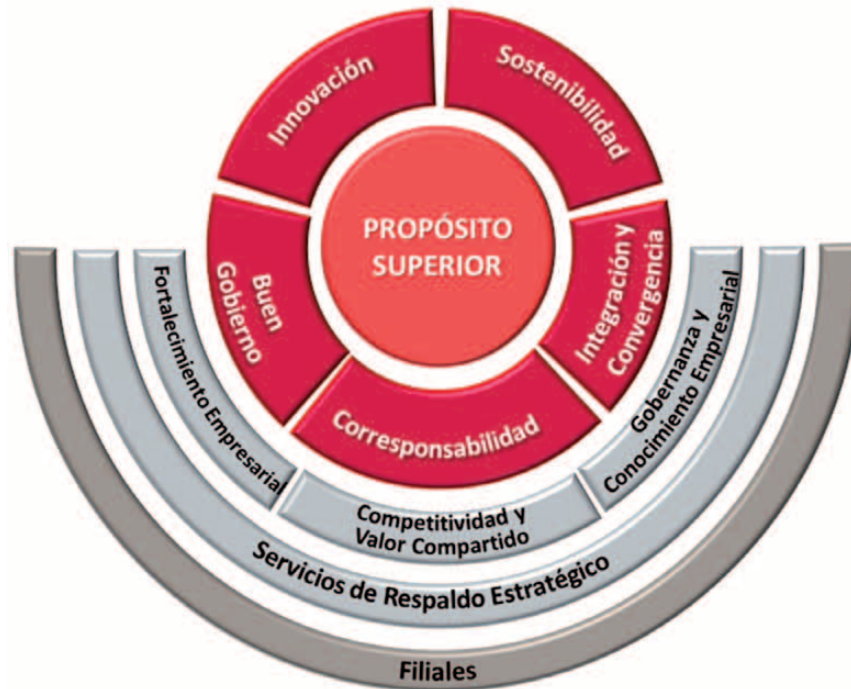 Innovación
Sostenibilidad
PROPÓSITO
SUPERIOR
Buen
Gobierno
Integración y
Convergencia
Corresponsabilidad
Fortalecimiento Empresarial
Gobernanza y
Conocimiento Empresarial
Competitividad y
Valor Compartido
Servicios de Respaldo Estratégico
Filiales